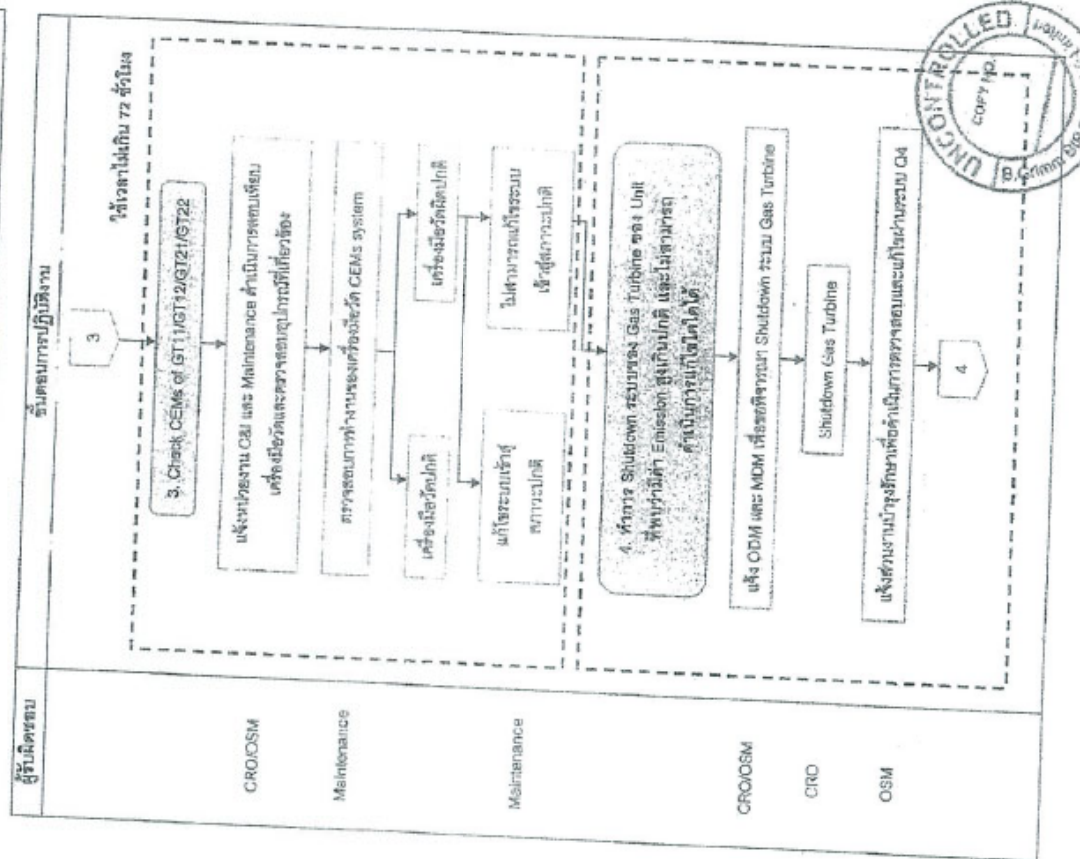 ผู้รับผิดชอบ
ขั้นตอนการปฏิบัติงาน
3
ใช้เวลาไม่เกิน 72 ชั่วโมง
3. Check CEMs of GT11/GT12/GT21/GT22
CRO/OSM
แจ้งหน่วยงาน C&I และ Maintenance ดำเนินการสอบเทียบ
เครื่องมือวัดและตรวจสอบอุปกรณ์ที่เกี่ยวข้อง
Maintenance
ตรวจสอบการทำงานของเครื่องมือวัด CEMs system
เครื่องมือวัดปกติ
เครื่องมือวัดผิดปกติ
Maintenance
แก้ไขระบบเข้าสู่
สภาวะปกติ
ไม่สามารถแก้ไขระบบ
เข้าสู่สภาวะปกติ
4. ทำการ Shutdown ระบบของ Gas Turbine ของ Unit
ที่พบว่ามีค่า Emission สูงเกินปกติ และไม่สามารถ
ดำเนินการแก้ไขใดได้
CRO/OSM
แจ้ง ODM และ MDM เพื่อขอพิจารณา Shutdown ระบบ Gas Turbine
CRO
Shutdown Gas Turbine
OSM
แจ้งส่วนงานบำรุงรักษาเพื่อดำเนินการตรวจสอบและแก้ไขผ่านระบบ Q4
4
UNCONTROLLED
COPY NO.
B.Grimm